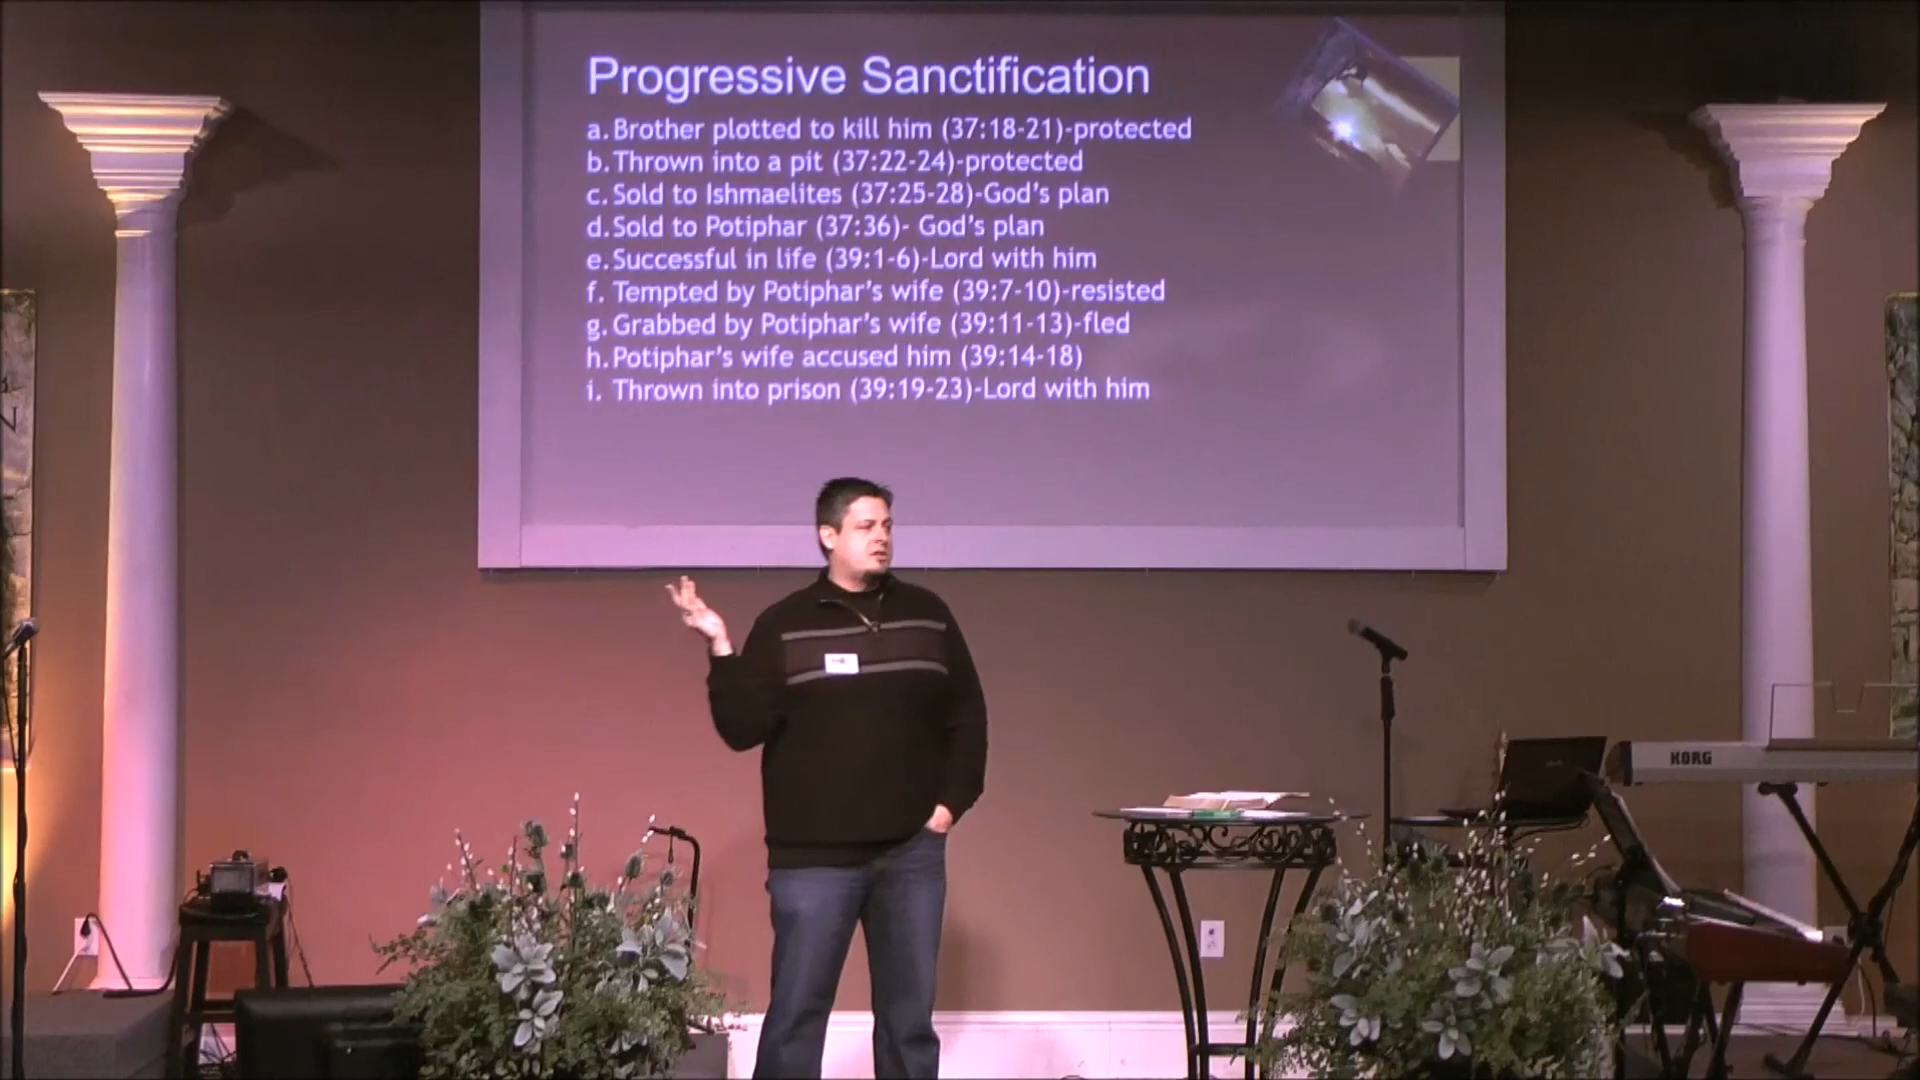 Progressive Sanctification
a. Brother plotted to kill him (37:18-21)-protected
b. Thrown into a pit (37:22-24)-protected
c. Sold to Ishmaelites (37:25-28)-God's plan
d. Sold to Potiphar (37:36)- God's plan
e. Successful in life (39:1-6)-Lord with him
f. Tempted by Potiphar's wife (39:7-10)-resisted
g. Grabbed by Potiphar's wife (39:11-13)-fled
h. Potiphar's wife accused him (39:14-18)
i. Thrown into prison (39:19-23)-Lord with him
N
KORG